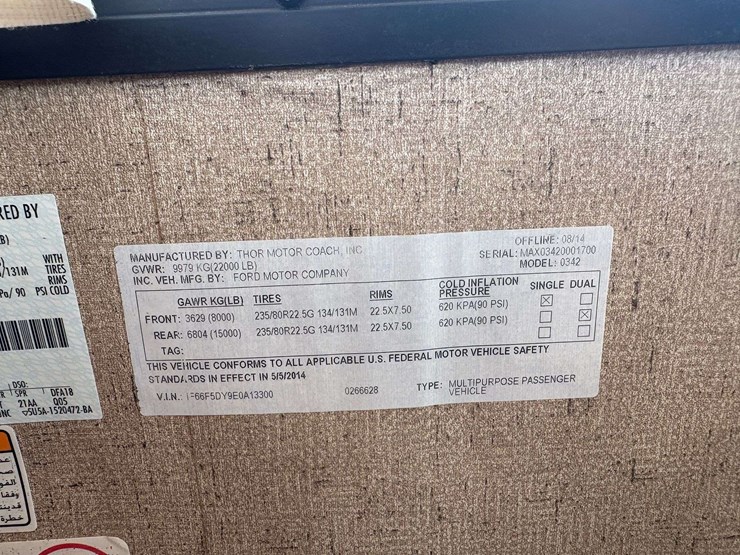 MANUFACTURED BY: THOR MOTOR COACH, INC
OFFLINE: 08/14
GVWR: 9979 KG(22000 LB)
SERIAL: MAX03420001700
INC. VEH. MFG. BY: FORD MOTOR COMPANY
MODEL: 0342
GAWR KG(LB) TIRES RIMS COLD INFLATION PRESSURE SINGLE DUAL
FRONT: 3629 (8000) 235/80R22.5G 134/131M 22.5X7.50 620 KPA(90 PSI) ☒ ☐
REAR: 6804 (15000) 235/80R22.5G 134/131M 22.5X7.50 620 KPA(90 PSI) ☐ ☒
TAG: ☐ ☐
THIS VEHICLE CONFORMS TO ALL APPLICABLE U.S. FEDERAL MOTOR VEHICLE SAFETY
STANDARDS IN EFFECT IN 5/5/2014
V.I.N.: 1F66F5DY9E0A13300 0266628 TYPE: MULTIPURPOSE PASSENGER
VEHICLE
RED BY
WITH
/131M TIRES
RIMS
/ 90 PSI COLD
DSO:
SPR DFA18
21AA Q05
5U5A-1520472-BA